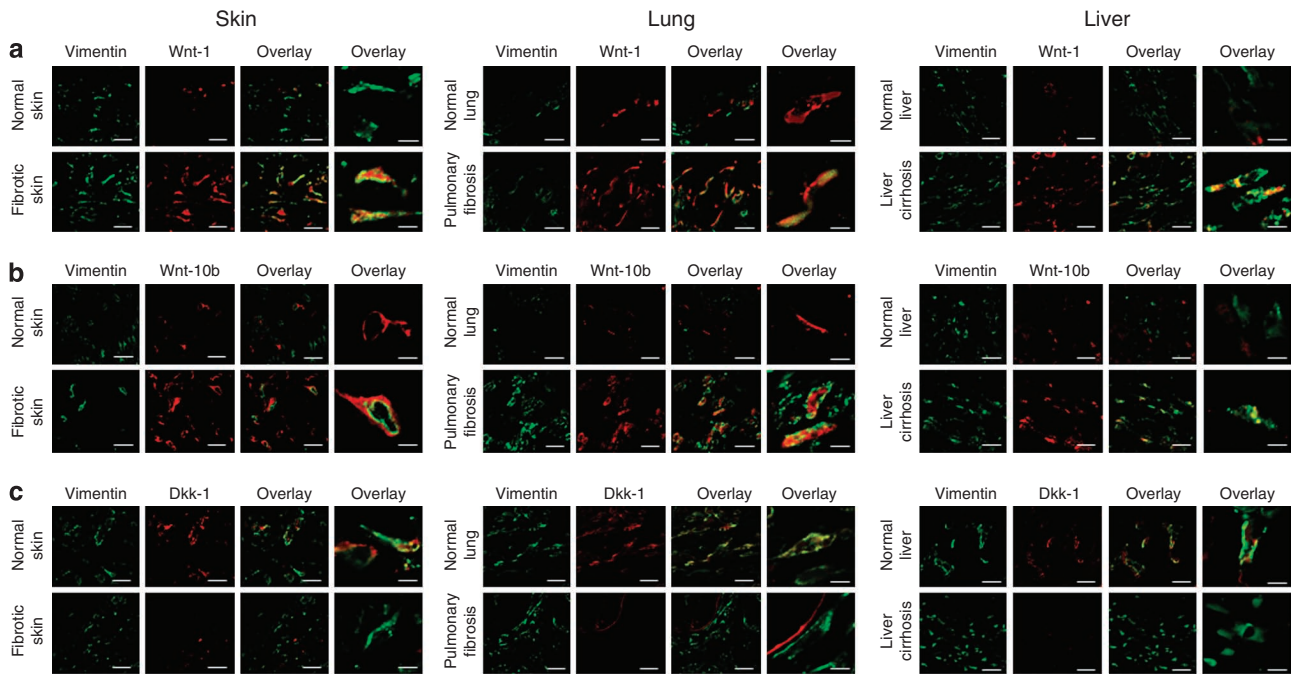 Skin Lung Liver
a Vimentin Wnt-1 Overlay Overlay Vimentin Wnt-1 Overlay Overlay Vimentin Wnt-1 Overlay Overlay
Normal skin Normal lung Normal liver
Fibrotic skin Pulmonary fibrosis Liver cirrhosis
b Vimentin Wnt-10b Overlay Overlay Vimentin Wnt-10b Overlay Overlay Vimentin Wnt-10b Overlay Overlay
Normal skin Normal lung Normal liver
Fibrotic skin Pulmonary fibrosis Liver cirrhosis
c Vimentin Dkk-1 Overlay Overlay Vimentin Dkk-1 Overlay Overlay Vimentin Dkk-1 Overlay Overlay
Normal skin Normal lung Normal liver
Fibrotic skin Pulmonary fibrosis Liver cirrhosis